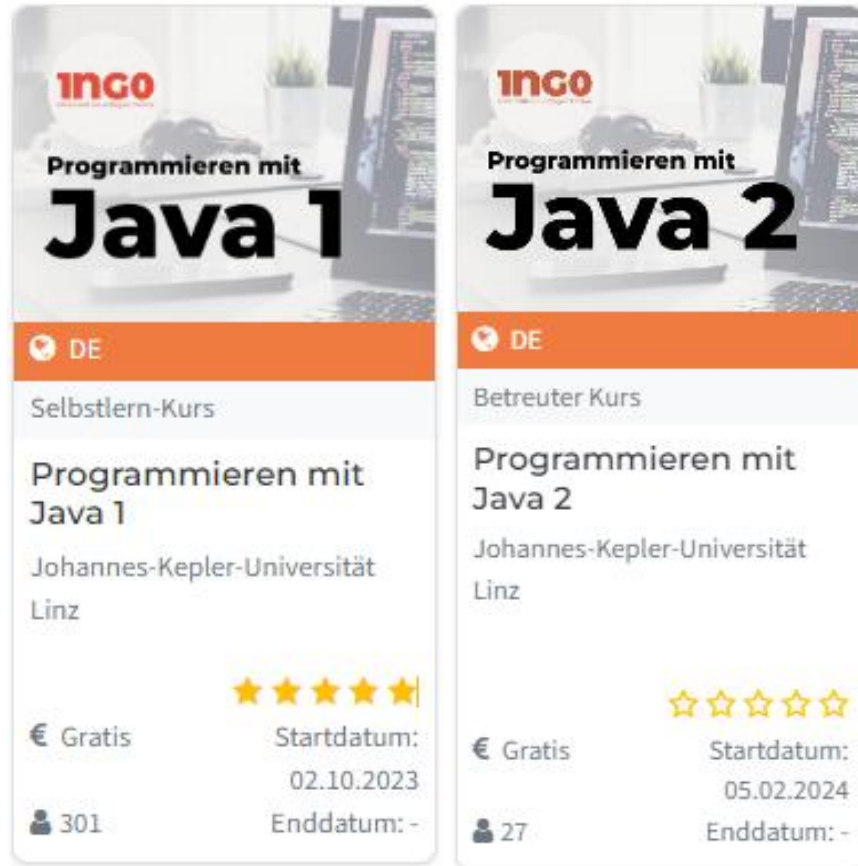 1NGO
Programmieren mit
Java 1
DE
Selbstlern-Kurs
Programmieren mit
Java 1
Johannes-Kepler-Universität
Linz
€ Gratis
Startdatum:
02.10.2023
301
Enddatum: -
1NGO
Programmieren mit
Java 2
DE
Betreuter Kurs
Programmieren mit
Java 2
Johannes-Kepler-Universität
Linz
€ Gratis
Startdatum:
05.02.2024
27
Enddatum: -